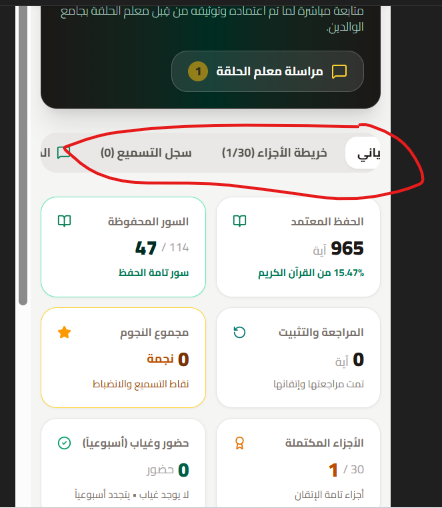 متابعة مباشرة لما تم اعتماده وتوثيقه من قبل معلم الحلقة بجامع
الوالدين.
مراسلة معلم الحلقة 1
خريطة الأجزاء (1/30) سجل التسميع (0)
الحفظ المعتمد
965 آية
15.47% من القرآن الكريم
السور المحفوظة
47 / 114
سور تامة الحفظ
المراجعة والتثبيت
0 آية
تمت مراجعتها وإتقانها
مجموع النجوم
0 نجمة
نقاط التسميع والانضباط
الأجزاء المكتملة
1 / 30
أجزاء تامة الإتقان
حضور وغياب (أسبوعياً)
0 حضور
لا يوجد غياب • يتجدد أسبوعياً